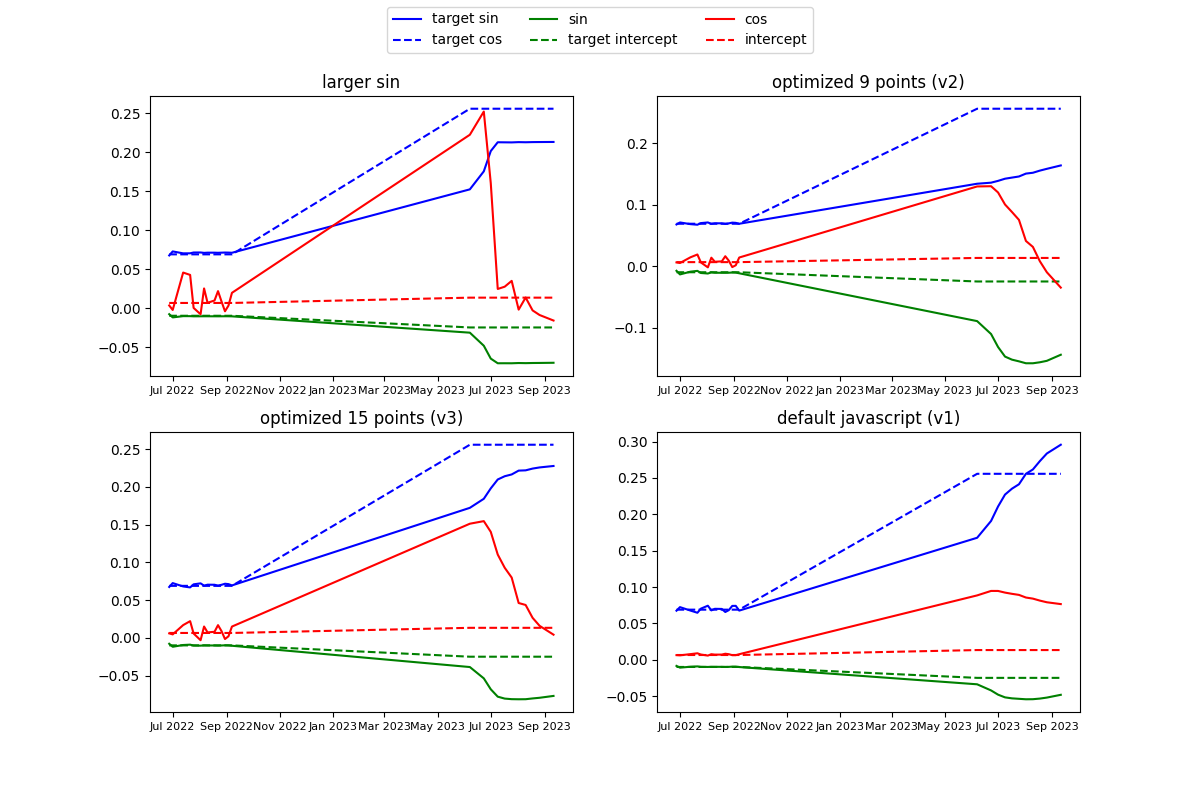 target sin sin cos
target cos target intercept intercept
larger sin
0.25
0.20
0.15
0.10
0.05
0.00
−0.05
Jul 2022 Sep 2022 Nov 2022 Jan 2023 Mar 2023 May 2023 Jul 2023 Sep 2023
optimized 9 points (v2)
0.2
0.1
0.0
−0.1
Jul 2022 Sep 2022 Nov 2022 Jan 2023 Mar 2023 May 2023 Jul 2023 Sep 2023
optimized 15 points (v3)
0.25
0.20
0.15
0.10
0.05
0.00
−0.05
Jul 2022 Sep 2022 Nov 2022 Jan 2023 Mar 2023 May 2023 Jul 2023 Sep 2023
default javascript (v1)
0.30
0.25
0.20
0.15
0.10
0.05
0.00
−0.05
Jul 2022 Sep 2022 Nov 2022 Jan 2023 Mar 2023 May 2023 Jul 2023 Sep 2023